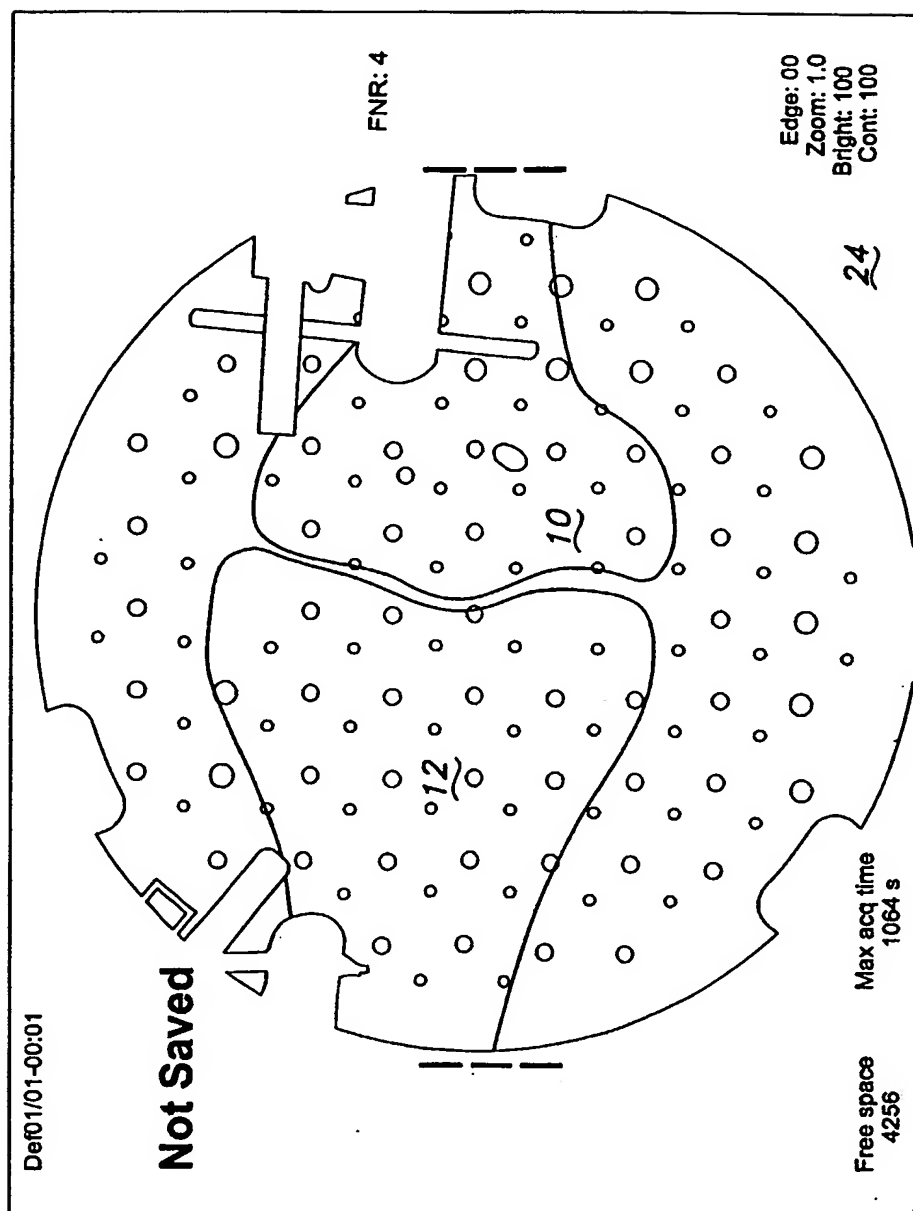 Def01/01-00:01
Not Saved
FNR: 4
12
10
24
Free space
4256
Max acq time
1064 s
Edge: 00
Zoom: 1.0
Bright: 100
Cont: 100